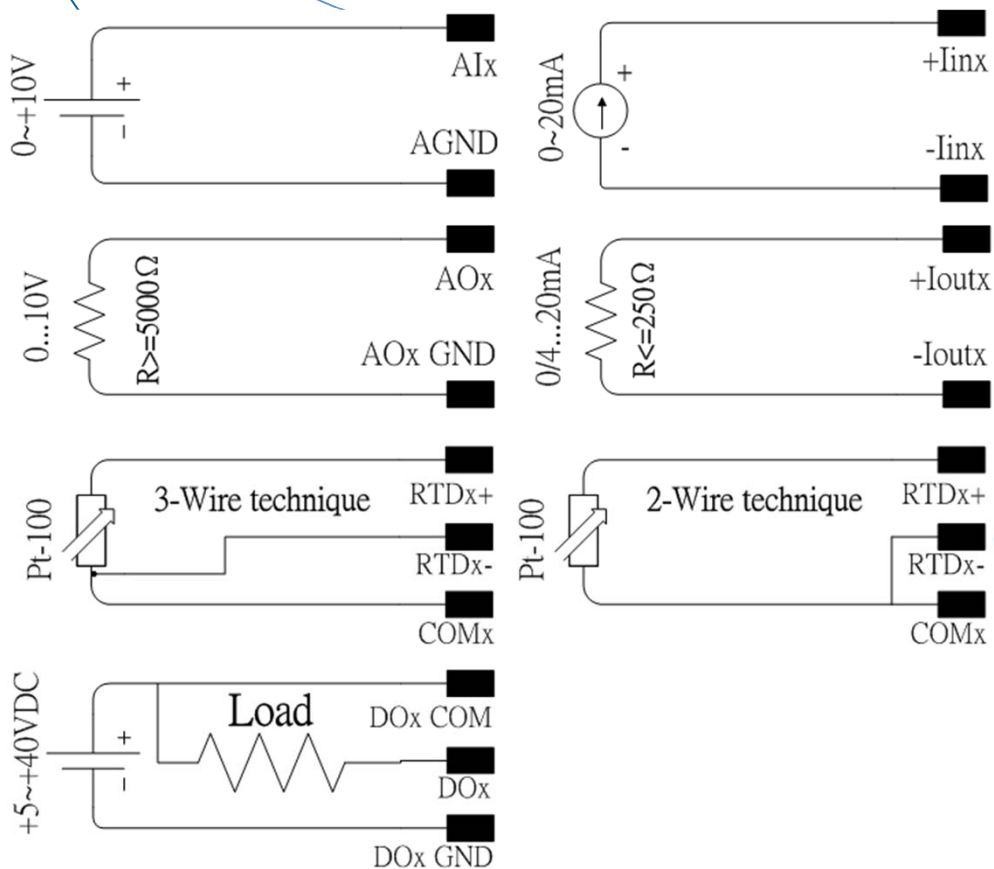 0~+10V
+
−
AIx
AGND
0~20mA
+
-
+Iinx
-Iinx
0...10V
R>=5000Ω
AOx
AOx GND
0/4...20mA
R<=250Ω
+Ioutx
-Ioutx
Pt-100
3-Wire technique
RTDx+
RTDx-
COMx
Pt-100
2-Wire technique
RTDx+
RTDx-
COMx
+5~+40VDC
+
−
Load
DOx COM
DOx
DOx GND